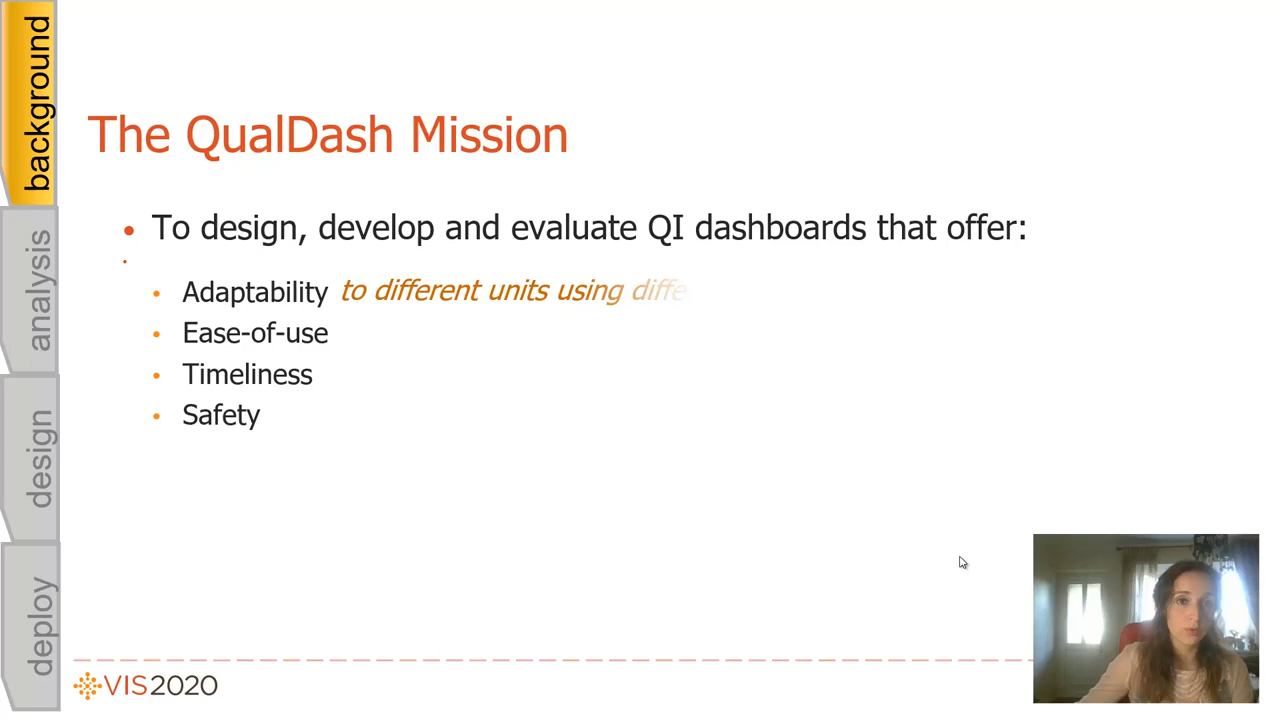 background
analysis
design
deploy
The QualDash Mission
To design, develop and evaluate QI dashboards that offer:
Adaptability to different units using
Ease-of-use
Timeliness
Safety
VIS2020